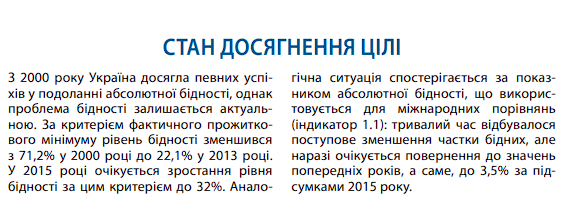 СТАН ДОСЯГНЕННЯ ЦІЛІ
З 2000 року Україна досягла певних успі-
хів у подоланні абсолютної бідності, однак
проблема бідності залишається актуаль-
ною. За критерієм фактичного прожитко-
вого мінімуму рівень бідності зменшився
з 71,2% у 2000 році до 22,1% у 2013 році.
У 2015 році очікується зростання рівня
бідності за цим критерієм до 32%. Анало-
гічна ситуація спостерігається за показ-
ником абсолютної бідності, що викорис-
товується для міжнародних порівнянь
(індикатор 1.1): тривалий час відбувалося
поступове зменшення частки бідних, але
наразі очікується повернення до значень
попередніх років, а саме, до 3,5% за під-
сумками 2015 року.